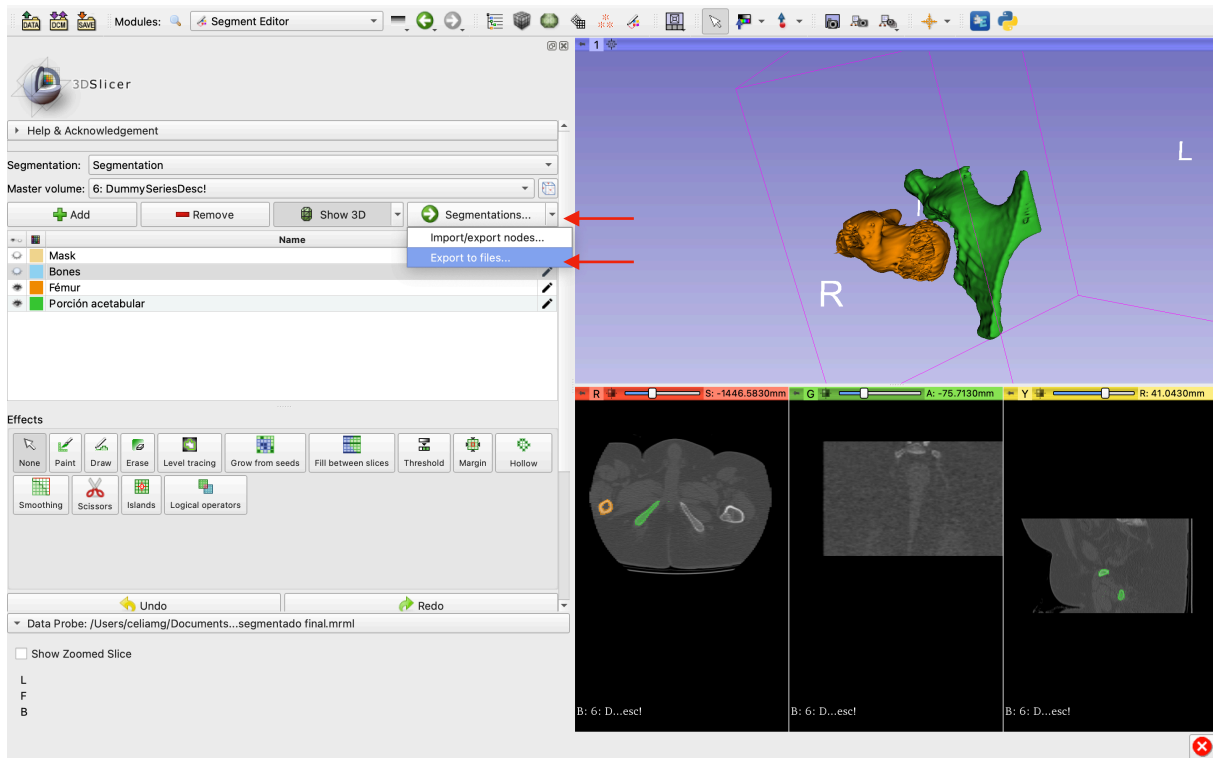 DATA DCM SAVE Modules: Segment Editor
1
3DSlicer
Help & Acknowledgement
Segmentation: Segmentation
Master volume: 6: DummySeriesDesc!
Add Remove Show 3D Segmentations...
Name
Import/export nodes...
Export to files...
Mask
Bones
Fémur
Porción acetabular
L
R
R S: -1446.5830mm G A: -75.7130mm Y R: 41.0430mm
Effects
None Paint Draw Erase Level tracing Grow from seeds Fill between slices Threshold Margin Hollow
Smoothing Scissors Islands Logical operators
Undo Redo
Data Probe: /Users/celiamg/Documents...segmentado final.mrml
Show Zoomed Slice
L
F
B
B: 6: D...esc! B: 6: D...esc! B: 6: D...esc!